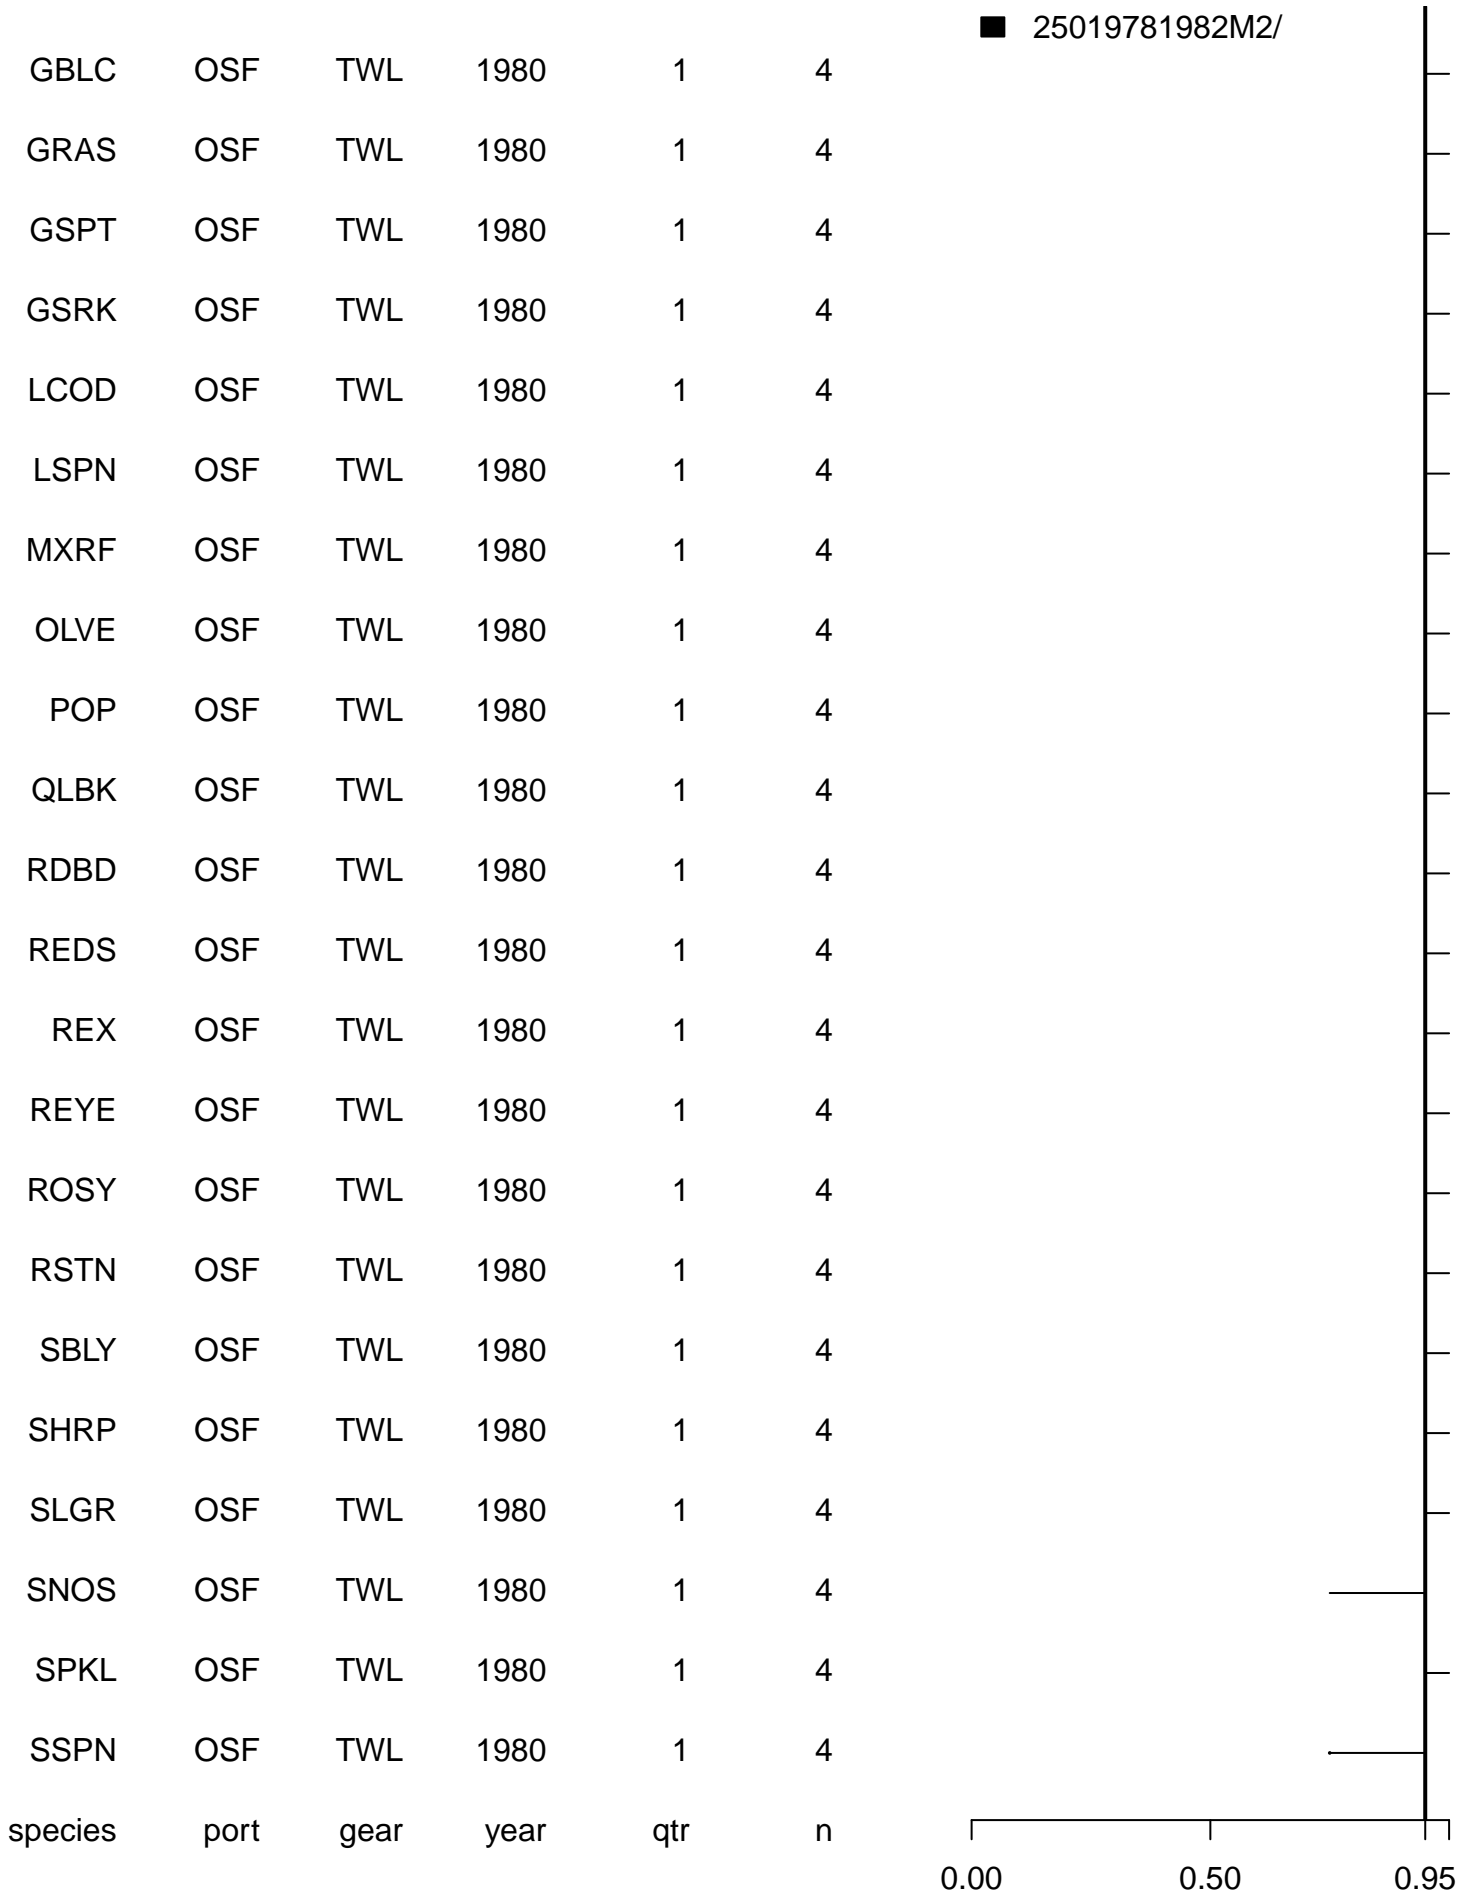 25019781982M2/
GBLC OSF TWL 1980 1 4
GRAS OSF TWL 1980 1 4
GSPT OSF TWL 1980 1 4
GSRK OSF TWL 1980 1 4
LCOD OSF TWL 1980 1 4
LSPN OSF TWL 1980 1 4
MXRF OSF TWL 1980 1 4
OLVE OSF TWL 1980 1 4
POP OSF TWL 1980 1 4
QLBK OSF TWL 1980 1 4
RDBD OSF TWL 1980 1 4
REDS OSF TWL 1980 1 4
REX OSF TWL 1980 1 4
REYE OSF TWL 1980 1 4
ROSY OSF TWL 1980 1 4
RSTN OSF TWL 1980 1 4
SBLY OSF TWL 1980 1 4
SHRP OSF TWL 1980 1 4
SLGR OSF TWL 1980 1 4
SNOS OSF TWL 1980 1 4
SPKL OSF TWL 1980 1 4
SSPN OSF TWL 1980 1 4
species port gear year qtr n
0.00 0.50 0.95